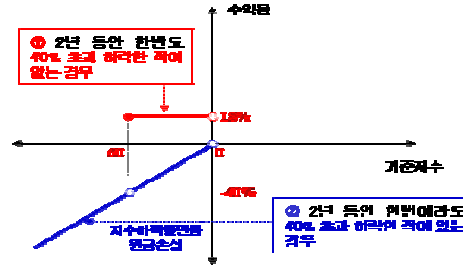 수익률
① 2년 동안 한번도
40% 초과 하락한 적이
없는 경우
60
0
기준지수
-40%
지수하락률만큼
원금손실
② 2년 동안 한번이라도
40% 초과 하락한 적이 있는
경우